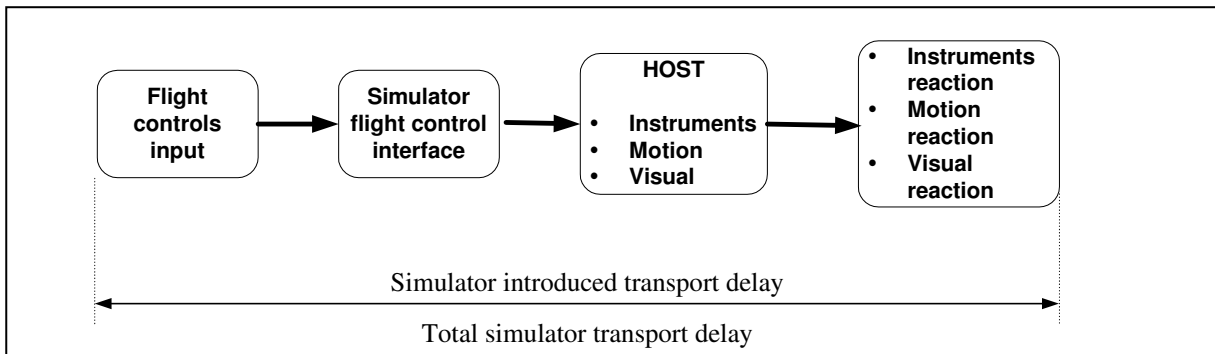 Flight
controls
input
Simulator
flight control
interface
HOST
• Instruments
• Motion
• Visual
• Instruments
reaction
• Motion
reaction
• Visual
reaction
Simulator introduced transport delay
Total simulator transport delay